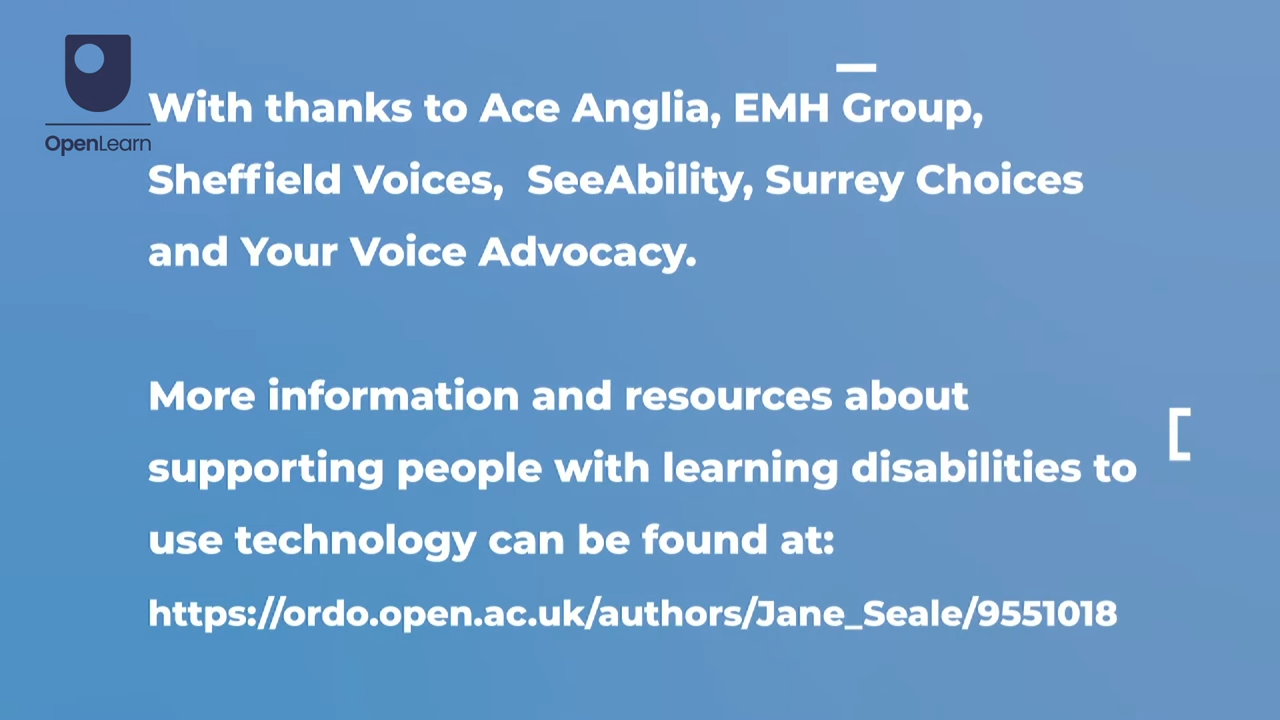 OpenLearn
With thanks to Ace Anglia, EMH Group,
Sheffield Voices,  SeeAbility, Surrey Choices
and Your Voice Advocacy.
More information and resources about
supporting people with learning disabilities to
use technology can be found at:
https://ordo.open.ac.uk/authors/Jane_Seale/9551018